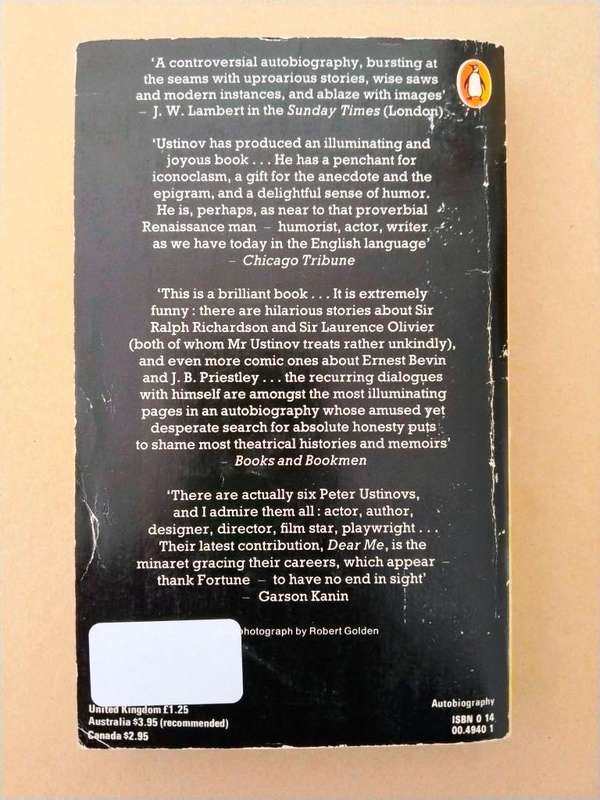 ‘A controversial autobiography, bursting at
the seams with uproarious stories, wise saws
and modern instances, and ablaze with images’
– J. W. Lambert in the Sunday Times (London)
‘Ustinov has produced an illuminating and
joyous book . . . He has a penchant for
iconoclasm, a gift for the anecdote and the
epigram, and a delightful sense of humor.
He is, perhaps, as near to that proverbial
Renaissance man – humorist, actor, writer –
as we have today in the English language’
– Chicago Tribune
‘This is a brilliant book . . . It is extremely
funny : there are hilarious stories about Sir
Ralph Richardson and Sir Laurence Olivier
(both of whom Mr Ustinov treats rather unkindly),
and even more comic ones about Ernest Bevin
and J. B. Priestley . . . the recurring dialogues
with himself are amongst the most illuminating
pages in an autobiography whose amused yet
desperate search for absolute honesty puts
to shame most theatrical histories and memoirs’
– Books and Bookmen
‘There are actually six Peter Ustinovs,
and I admire them all : actor, author,
designer, director, film star, playwright . . .
Their latest contribution, Dear Me, is the
minaret gracing their careers, which appear –
thank Fortune – to have no end in sight’
– Garson Kanin
photograph by Robert Golden
United Kingdom £1.25
Australia $3.95 (recommended)
Canada $2.95
Autobiography
ISBN 0 14
00.4940 1